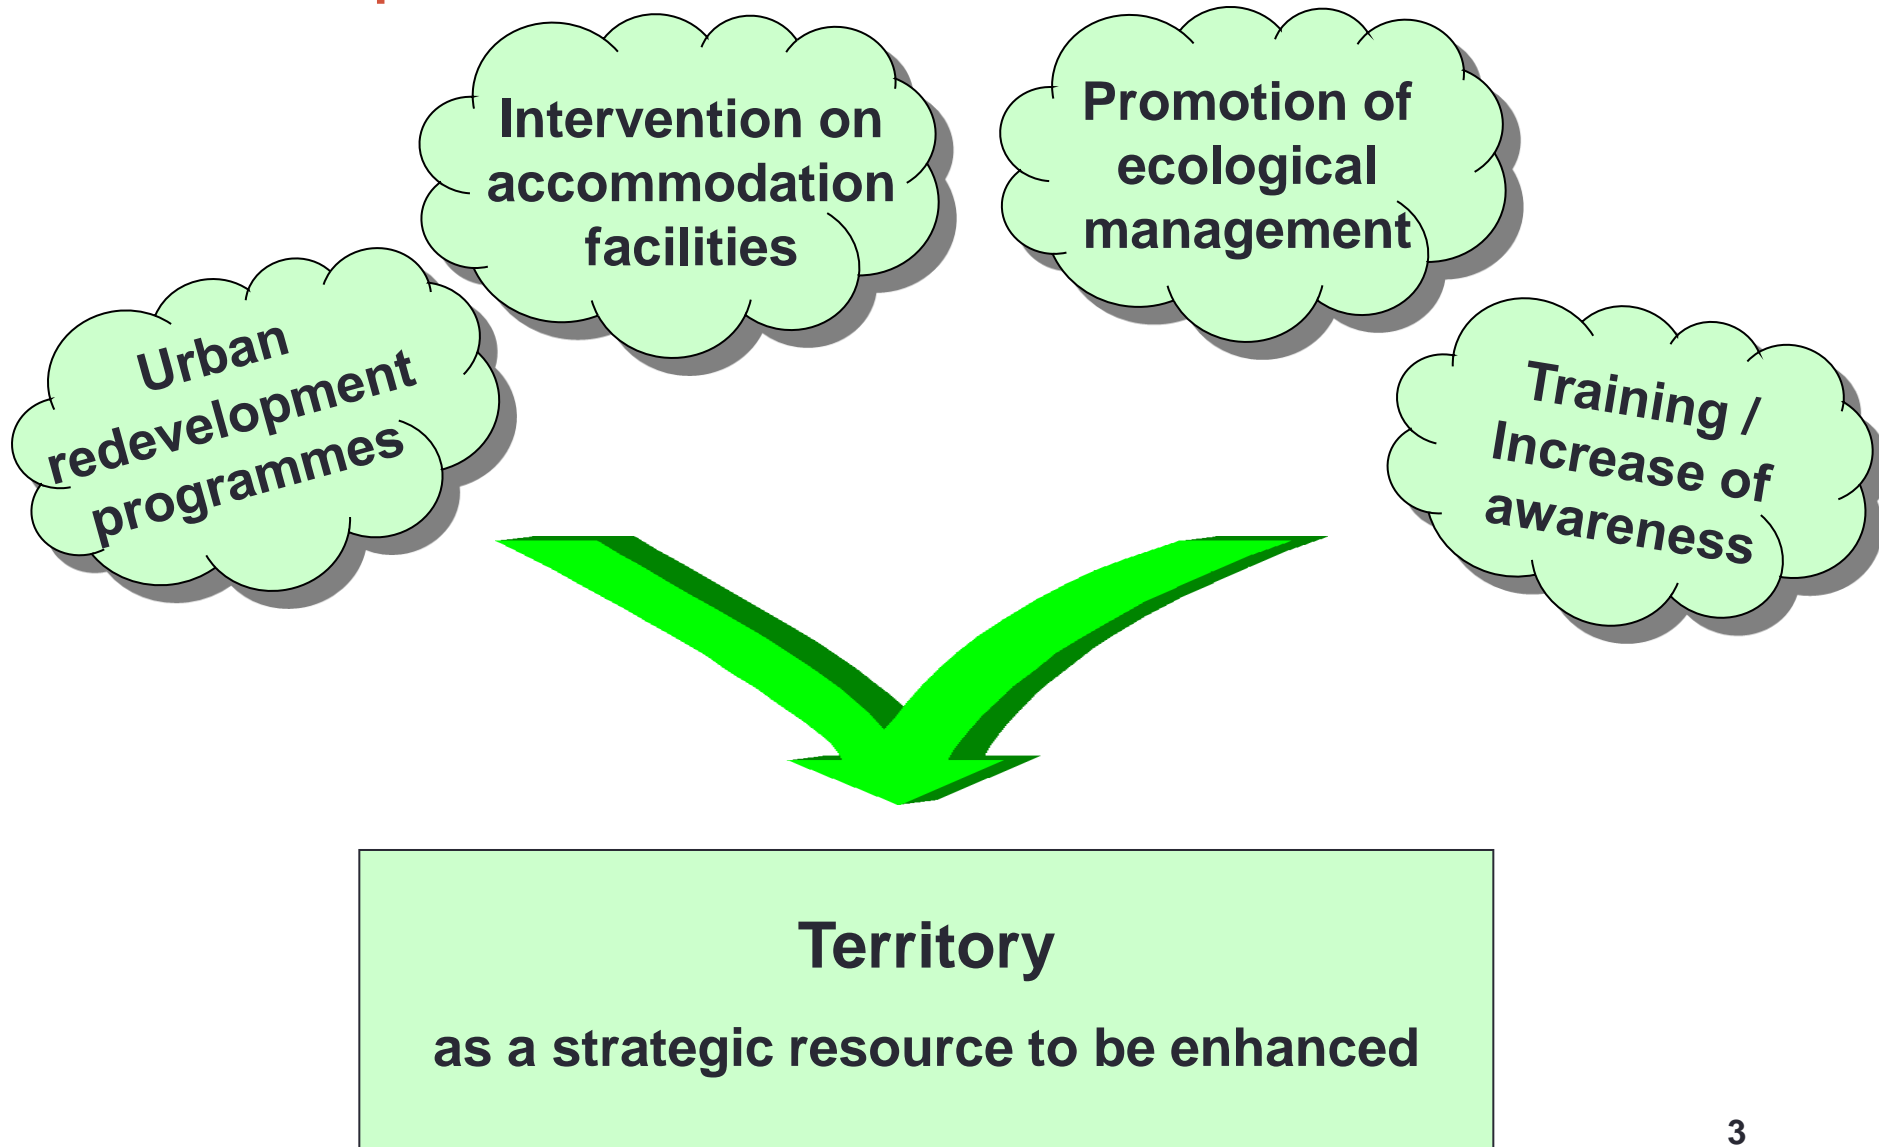 Urban
redevelopment
programmes
Intervention on
accommodation
facilities
Promotion of
ecological
management
Training /
Increase of
awareness
Territory
as a strategic resource to be enhanced
3